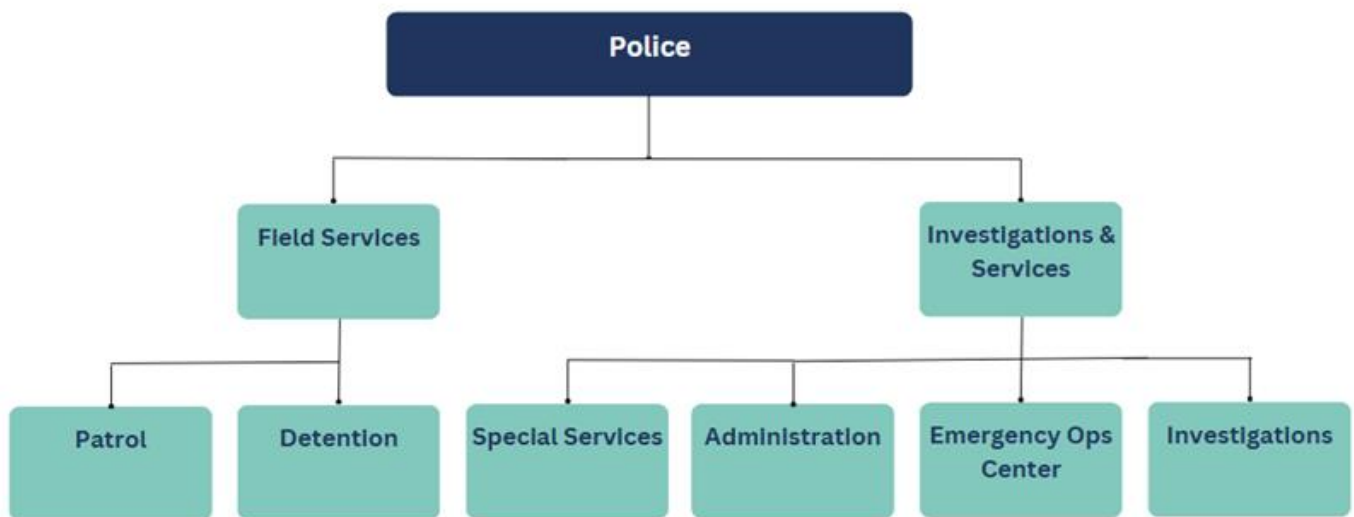 Police
Field Services
Investigations &
Services
Patrol
Detention
Special Services
Administration
Emergency Ops
Center
Investigations